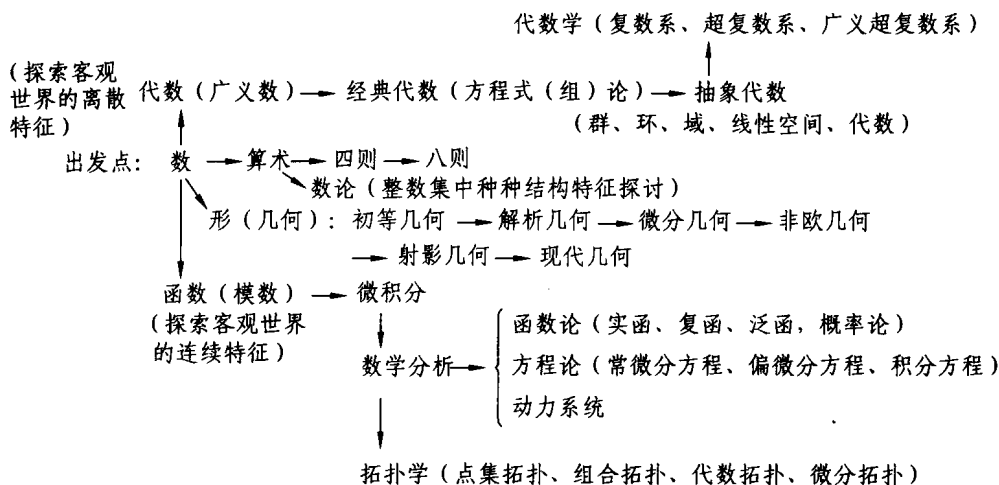 代数学(复数系、超复数系、广义超复数系)
(探索客观
世界的离散
特征)
代数(广义数)→经典代数(方程式(组)论)→抽象代数
(群、环、域、线性空间、代数)
出发点: 数→算术→四则→八则
数论(整数集中种种结构特征探讨)
形(几何): 初等几何→解析几何→微分几何→非欧几何
→射影几何→现代几何
函数(模数)→微积分
(探索客观世界
的连续特征)
函数论(实函、复函、泛函,概率论)
数学分析→方程论(常微分方程、偏微分方程、积分方程)
动力系统
拓扑学(点集拓扑、组合拓扑、代数拓扑、微分拓扑)